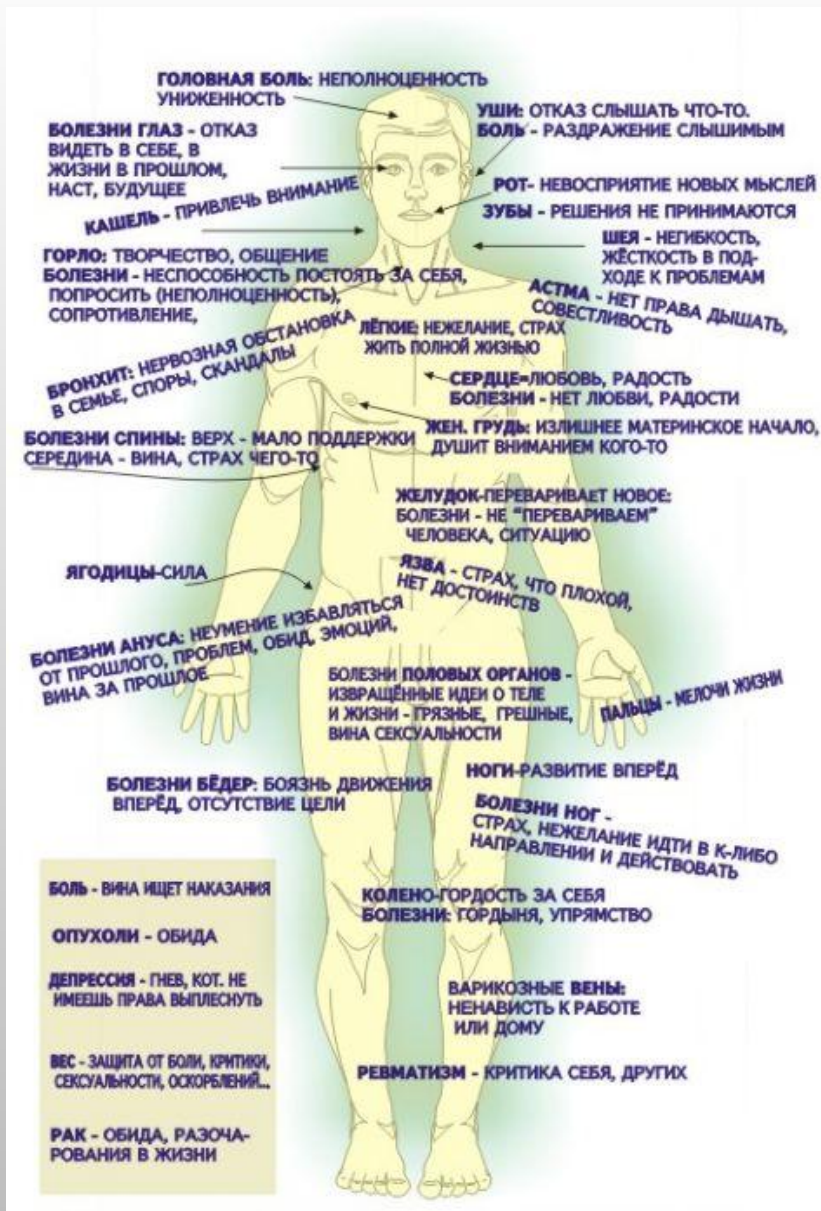 ГОЛОВНАЯ БОЛЬ: НЕПОЛНОЦЕННОСТЬ
УНИЖЕННОСТЬ
УШИ: ОТКАЗ СЛЫШАТЬ ЧТО-ТО.
БОЛЬ - РАЗДРАЖЕНИЕ СЛЫШИМЫМ
БОЛЕЗНИ ГЛАЗ - ОТКАЗ
ВИДЕТЬ В СЕБЕ, В
ЖИЗНИ В ПРОШЛОМ,
НАСТ, БУДУЩЕЕ
РОТ- НЕВОСПРИЯТИЕ НОВЫХ МЫСЛЕЙ
ЗУБЫ - РЕШЕНИЯ НЕ ПРИНИМАЮТСЯ
КАШЕЛЬ - ПРИВЛЕЧЬ ВНИМАНИЕ
ШЕЯ - НЕГИБКОСТЬ,
ЖЁСТКОСТЬ В ПОД-
ХОДЕ К ПРОБЛЕМАМ
ГОРЛО: ТВОРЧЕСТВО, ОБЩЕНИЕ
БОЛЕЗНИ - НЕСПОСОБНОСТЬ ПОСТОЯТЬ ЗА СЕБЯ,
ПОПРОСИТЬ (НЕПОЛНОЦЕННОСТЬ),
СОПРОТИВЛЕНИЕ,
АСТМА - НЕТ ПРАВА ДЫШАТЬ,
СОВЕСТЛИВОСТЬ
ЛЁГКИЕ: НЕЖЕЛАНИЕ, СТРАХ
ЖИТЬ ПОЛНОЙ ЖИЗНЬЮ
БРОНХИТ: НЕРВОЗНАЯ ОБСТАНОВКА
В СЕМЬЕ, СПОРЫ, СКАНДАЛЫ
СЕРДЦЕ=ЛЮБОВЬ, РАДОСТЬ
БОЛЕЗНИ - НЕТ ЛЮБВИ, РАДОСТИ
БОЛЕЗНИ СПИНЫ: ВЕРХ - МАЛО ПОДДЕРЖКИ
СЕРЕДИНА - ВИНА, СТРАХ ЧЕГО-ТО
ЖЕН. ГРУДЬ: ИЗЛИШНЕЕ МАТЕРИНСКОЕ НАЧАЛО,
ДУШИТ ВНИМАНИЕМ КОГО-ТО
ЖЕЛУДОК-ПЕРЕВАРИВАЕТ НОВОЕ:
БОЛЕЗНИ - НЕ "ПЕРЕВАРИВАЕМ"
ЧЕЛОВЕКА, СИТУАЦИЮ
ЯГОДИЦЫ-СИЛА
ЯЗВА - СТРАХ, ЧТО ПЛОХОЙ,
НЕТ ДОСТОИНСТВ
БОЛЕЗНИ АНУСА: НЕУМЕНИЕ ИЗБАВЛЯТЬСЯ
ОТ ПРОШЛОГО, ПРОБЛЕМ, ОБИД, ЭМОЦИЙ,
ВИНА ЗА ПРОШЛОЕ
БОЛЕЗНИ ПОЛОВЫХ ОРГАНОВ -
ИЗВРАЩЁННЫЕ ИДЕИ О ТЕЛЕ
И ЖИЗНИ - ГРЯЗНЫЕ, ГРЕШНЫЕ,
ВИНА СЕКСУАЛЬНОСТИ
ПАЛЬЦЫ - МЕЛОЧИ ЖИЗНИ
БОЛЕЗНИ БЁДЕР: БОЯЗНЬ ДВИЖЕНИЯ
ВПЕРЁД, ОТСУТСТВИЕ ЦЕЛИ
НОГИ-РАЗВИТИЕ ВПЕРЁД
БОЛЕЗНИ НОГ -
СТРАХ, НЕЖЕЛАНИЕ ИДТИ В К-ЛИБО
НАПРАВЛЕНИИ И ДЕЙСТВОВАТЬ
КОЛЕНО-ГОРДОСТЬ ЗА СЕБЯ
БОЛЕЗНИ: ГОРДЫНЯ, УПРЯМСТВО
ВАРИКОЗНЫЕ ВЕНЫ:
НЕНАВИСТЬ К РАБОТЕ
ИЛИ ДОМУ
РЕВМАТИЗМ - КРИТИКА СЕБЯ, ДРУГИХ
БОЛЬ - ВИНА ИЩЕТ НАКАЗАНИЯ
ОПУХОЛИ - ОБИДА
ДЕПРЕССИЯ - ГНЕВ, КОТ. НЕ
ИМЕЕШЬ ПРАВА ВЫПЛЕСНУТЬ
ВЕС - ЗАЩИТА ОТ БОЛИ, КРИТИКИ,
СЕКСУАЛЬНОСТИ, ОСКОРБЛЕНИЙ...
РАК - ОБИДА, РАЗОЧА-
РОВАНИЯ В ЖИЗНИ